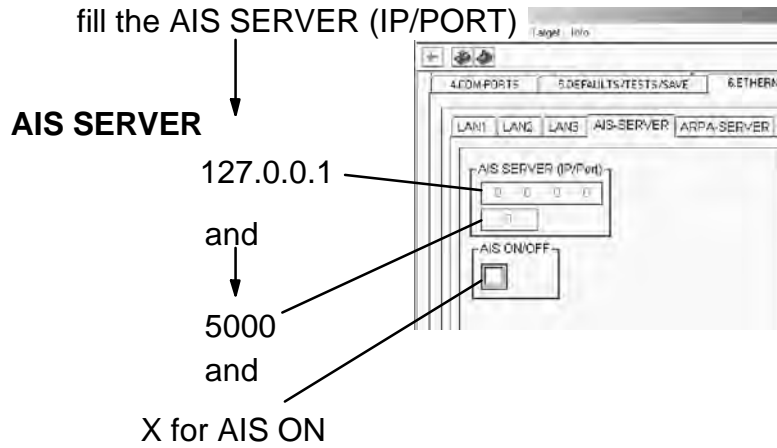 fill the AIS SERVER (IP/PORT)
Target Info
4.COM-PORTS 5.DEFAULTS/TESTS/SAVE 6.ETHERN
AIS SERVER
LAN1 LAN2 LAN3 AIS-SERVER ARPA-SERVER
127.0.0.1
AIS SERVER (IP/Port)
0 0 0 0
0
and
AIS ON/OFF
5000
and
X for AIS ON